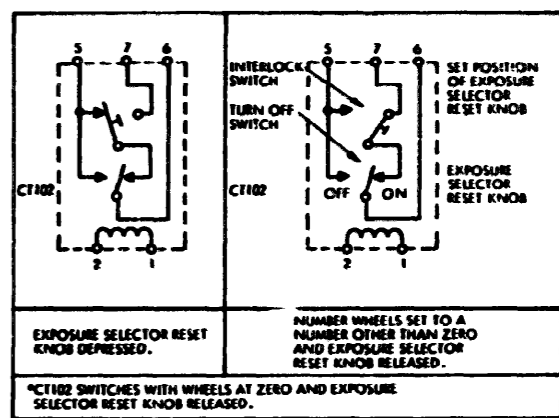 5 7 6
CT102
2 1
EXPOSURE SELECTOR RESET
KNOB DEPRESSED.
5 7 6
INTERLOCK
SWITCH
TURN OFF
SWITCH
SET POSITION
OF EXPOSURE
SELECTOR
RESET KNOB
CT102
OFF ON
EXPOSURE
SELECTOR
RESET KNOB
2 1
NUMBER WHEELS SET TO A
NUMBER OTHER THAN ZERO
AND EXPOSURE SELECTOR
RESET KNOB RELEASED.
*CT102 SWITCHES WITH WHEELS AT ZERO AND EXPOSURE
SELECTOR RESET KNOB RELEASED.